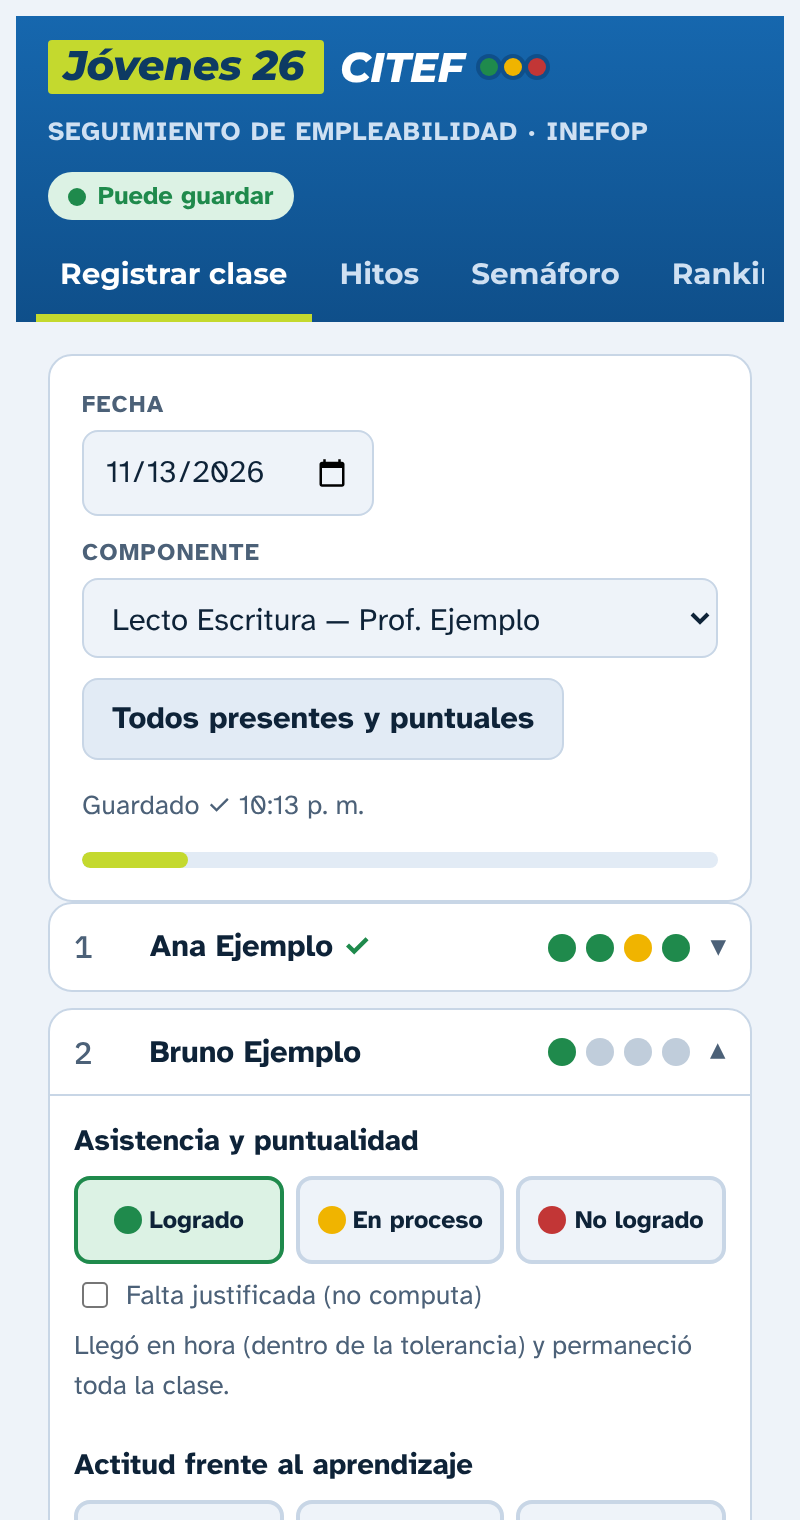 Jóvenes 26 CITEF
SEGUIMIENTO DE EMPLEABILIDAD · INEFOP
Puede guardar
Registrar clase Hitos Semáforo
FECHA
11/13/2026
COMPONENTE
Lecto Escritura — Prof. Ejemplo
Todos presentes y puntuales
Guardado ✓ 10:13 p. m.
1 Ana Ejemplo ✓ ▼
2 Bruno Ejemplo ▲
Asistencia y puntualidad
Logrado En proceso No logrado
Falta justificada (no computa)
Llegó en hora (dentro de la tolerancia) y permaneció
toda la clase.
Actitud frente al aprendizaje